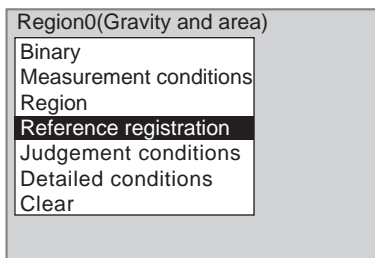 Region0(Gravity and area)
Binary
Measurement conditions
Region
Reference registration
Judgement conditions
Detailed conditions
Clear